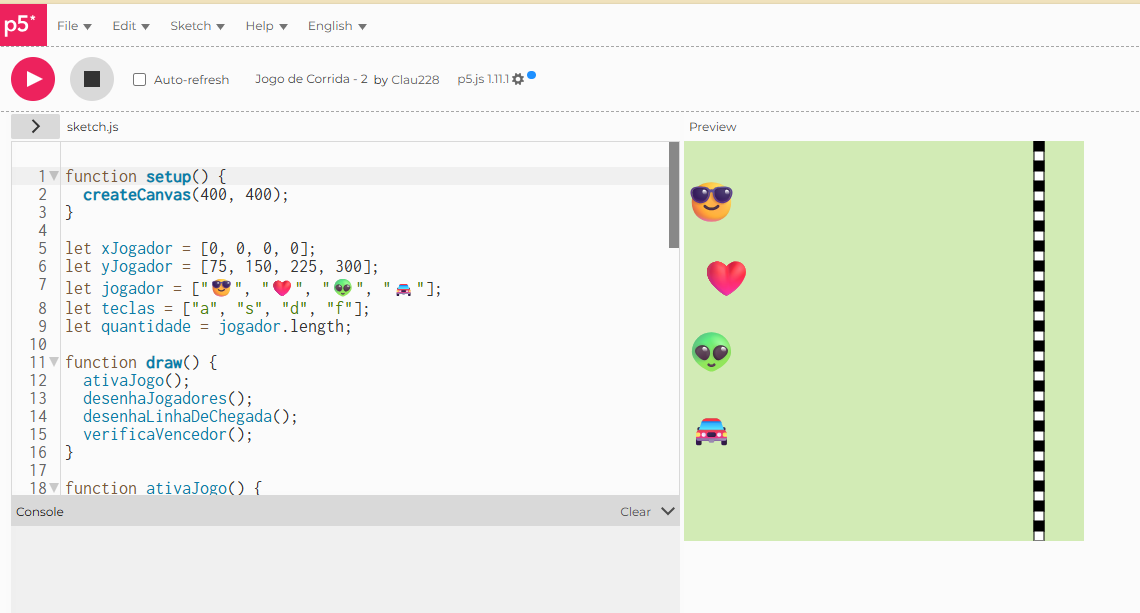 p5* File Edit Sketch Help English
Auto-refresh Jogo de Corrida - 2 by Clau228 p5.js 1.11.1
sketch.js
Preview
1 function setup() {
2 createCanvas(400, 400);
3 }
4
5 let xJogador = [0, 0, 0, 0];
6 let yJogador = [75, 150, 225, 300];
7 let jogador = ["😎", "❤️", "👽", "🚘"];
8 let teclas = ["a", "s", "d", "f"];
9 let quantidade = jogador.length;
10
11 function draw() {
12 ativaJogo();
13 desenhaJogadores();
14 desenhaLinhaDeChegada();
15 verificaVencedor();
16 }
17
18 function ativaJogo() {
Console Clear